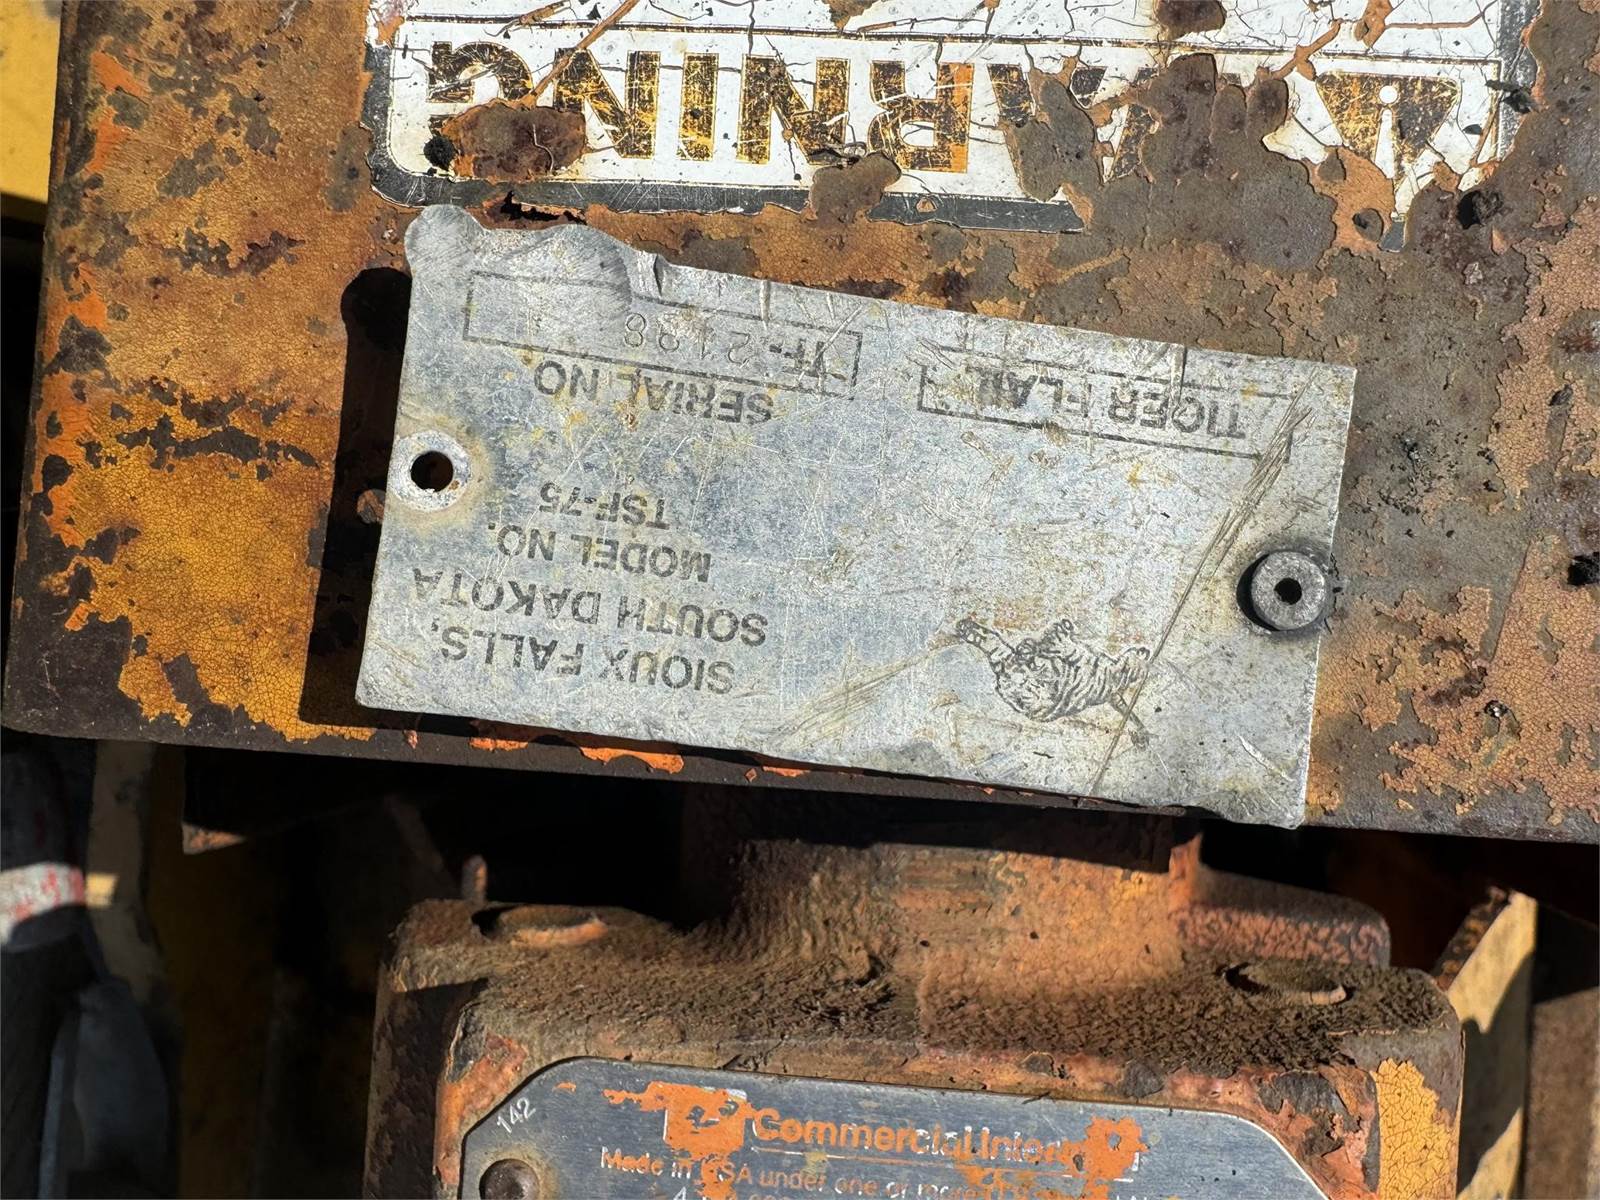 WARNING
SIOUX FALLS,
SOUTH DAKOTA
MODEL NO.
TSF-75
TIGER FLAIL
SERIAL NO
TF-2198
142
Commercial
Made in USA under one or more